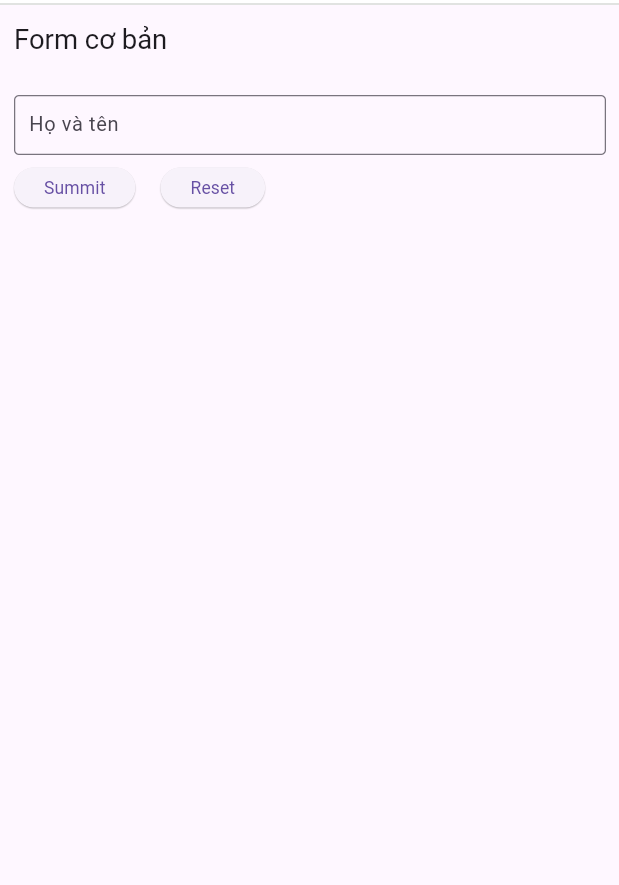 Form cơ bản
Họ và tên
Summit
Reset